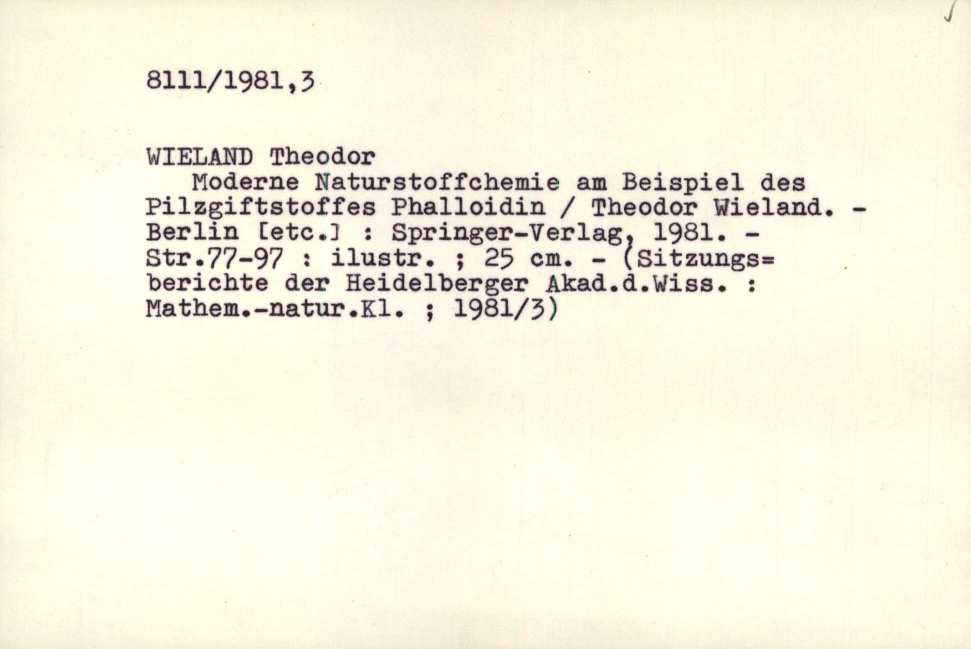 8111/1981,3
WIELAND Theodor
Moderne Naturstoffchemie am Beispiel des
Pilzgiftstoffes Phalloidin / Theodor Wieland. -
Berlin [etc.] : Springer-Verlag, 1981. -
Str.77-97 : ilustr. ; 25 cm. - (Sitzungs=
berichte der Heidelberger Akad.d.Wiss. :
Mathem.-natur.Kl. ; 1981/3)